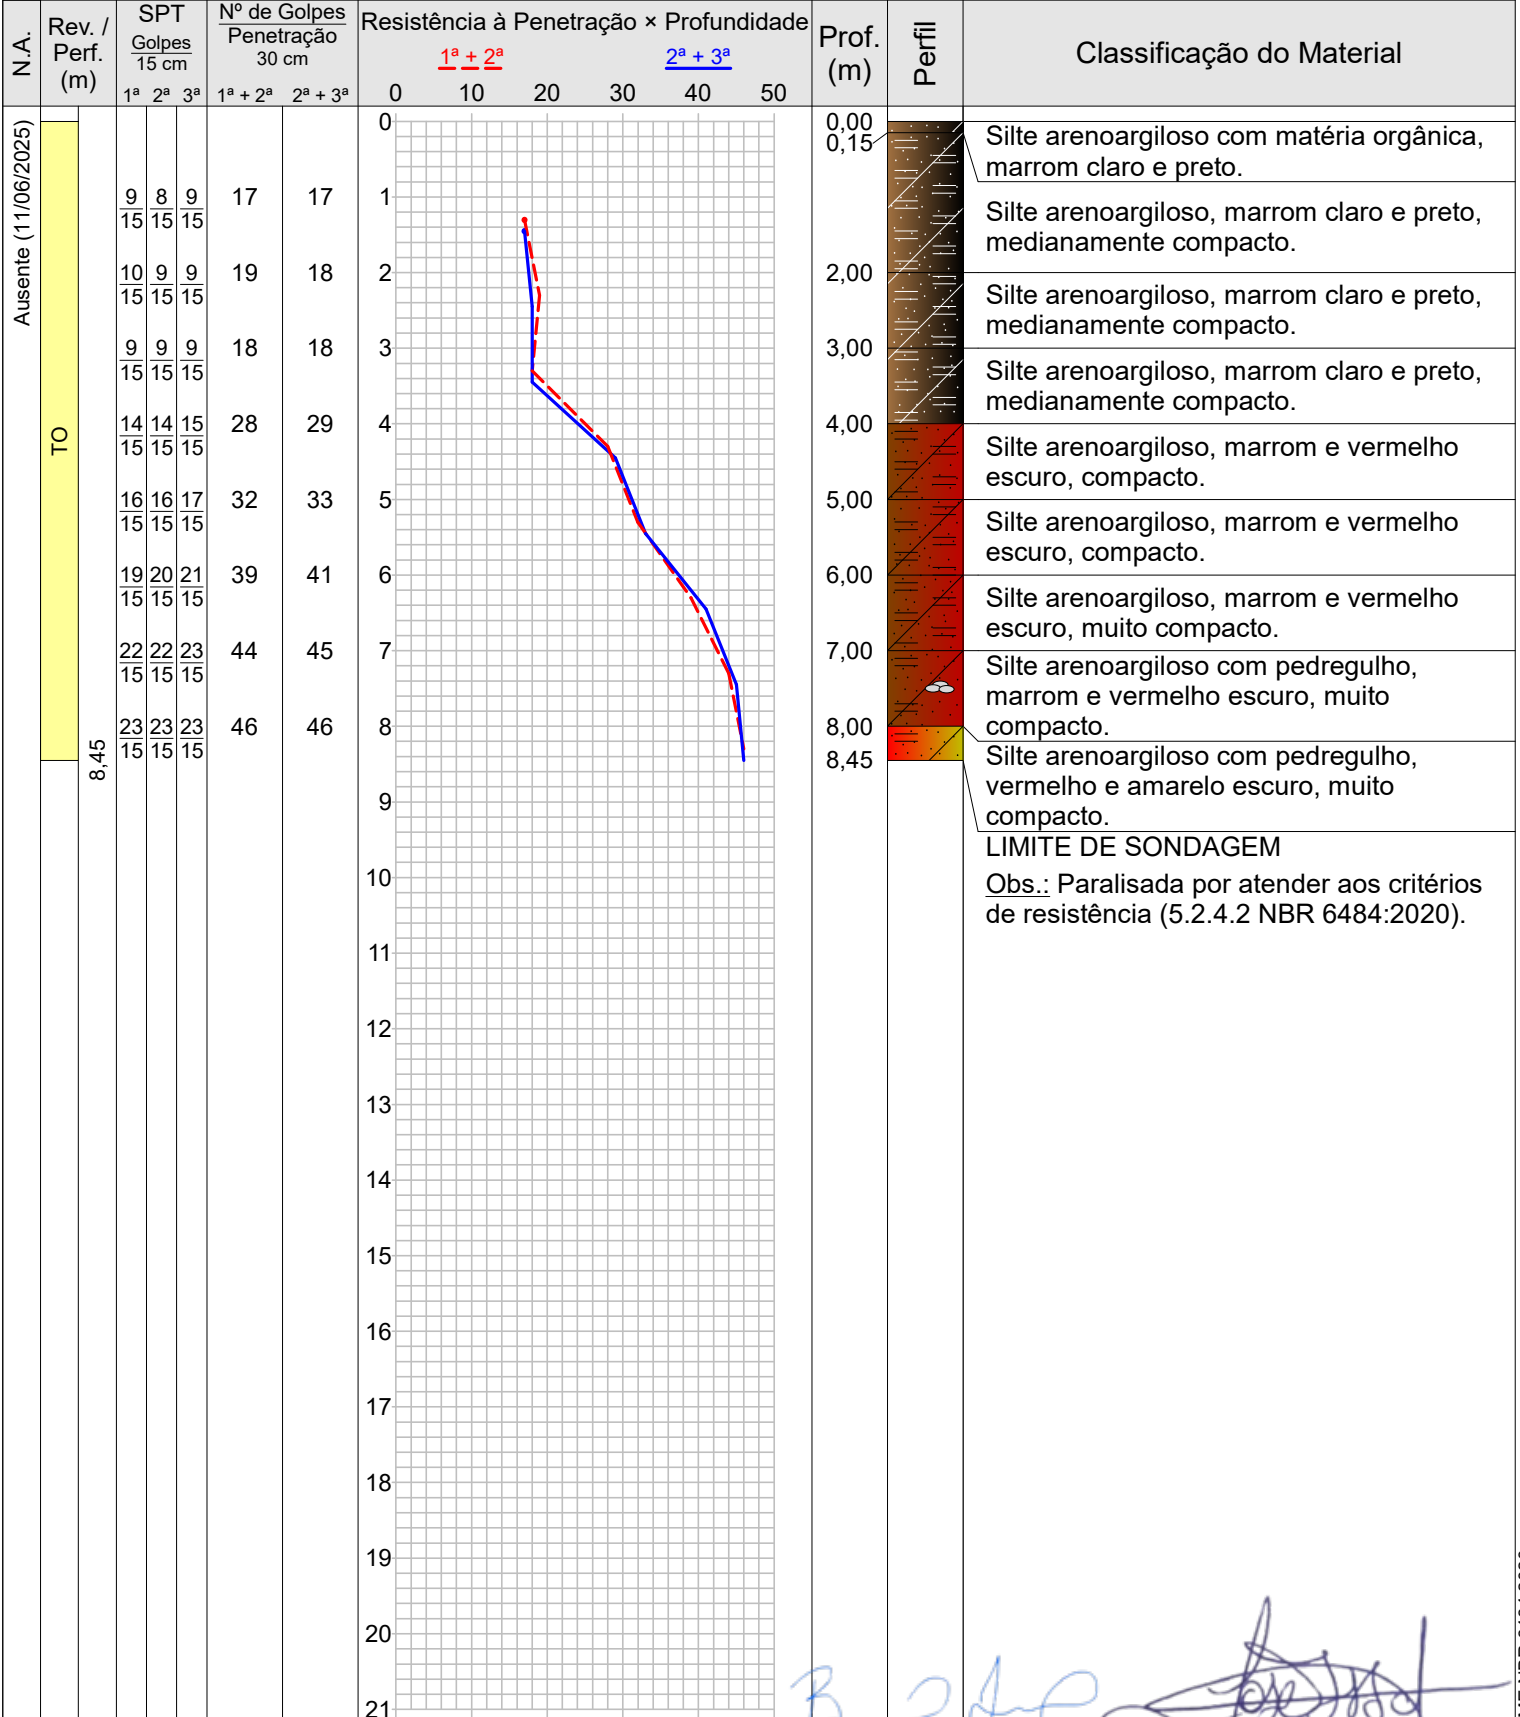 N.A.
Rev. /
Perf.
(m)
SPT
Golpes
15 cm
1ª 2ª 3ª
Nº de Golpes
Penetração
30 cm
1ª + 2ª 2ª + 3ª
Resistência à Penetração × Profundidade
1ª + 2ª 2ª + 3ª
0 10 20 30 40 50
Prof.
(m)
Perfil
Classificação do Material
Ausente (11/06/2025)
TO
8,45
9 8 9 17 17
15 15 15
10 9 9 19 18
15 15 15
9 9 9 18 18
15 15 15
14 14 15 28 29
15 15 15
16 16 17 32 33
15 15 15
19 20 21 39 41
15 15 15
22 22 23 44 45
15 15 15
23 23 23 46 46
15 15 15
0
1
2
3
4
5
6
7
8
9
10
11
12
13
14
15
16
17
18
19
20
21
0,00
0,15
2,00
3,00
4,00
5,00
6,00
7,00
8,00
8,45
Silte arenoargiloso com matéria orgânica,
marrom claro e preto.
Silte arenoargiloso, marrom claro e preto,
medianamente compacto.
Silte arenoargiloso, marrom claro e preto,
medianamente compacto.
Silte arenoargiloso, marrom claro e preto,
medianamente compacto.
Silte arenoargiloso, marrom e vermelho
escuro, compacto.
Silte arenoargiloso, marrom e vermelho
escuro, compacto.
Silte arenoargiloso, marrom e vermelho
escuro, muito compacto.
Silte arenoargiloso com pedregulho,
marrom e vermelho escuro, muito
compacto.
Silte arenoargiloso com pedregulho,
vermelho e amarelo escuro, muito
compacto.
LIMITE DE SONDAGEM
Obs.: Paralisada por atender aos critérios
de resistência (5.2.4.2 NBR 6484:2020).